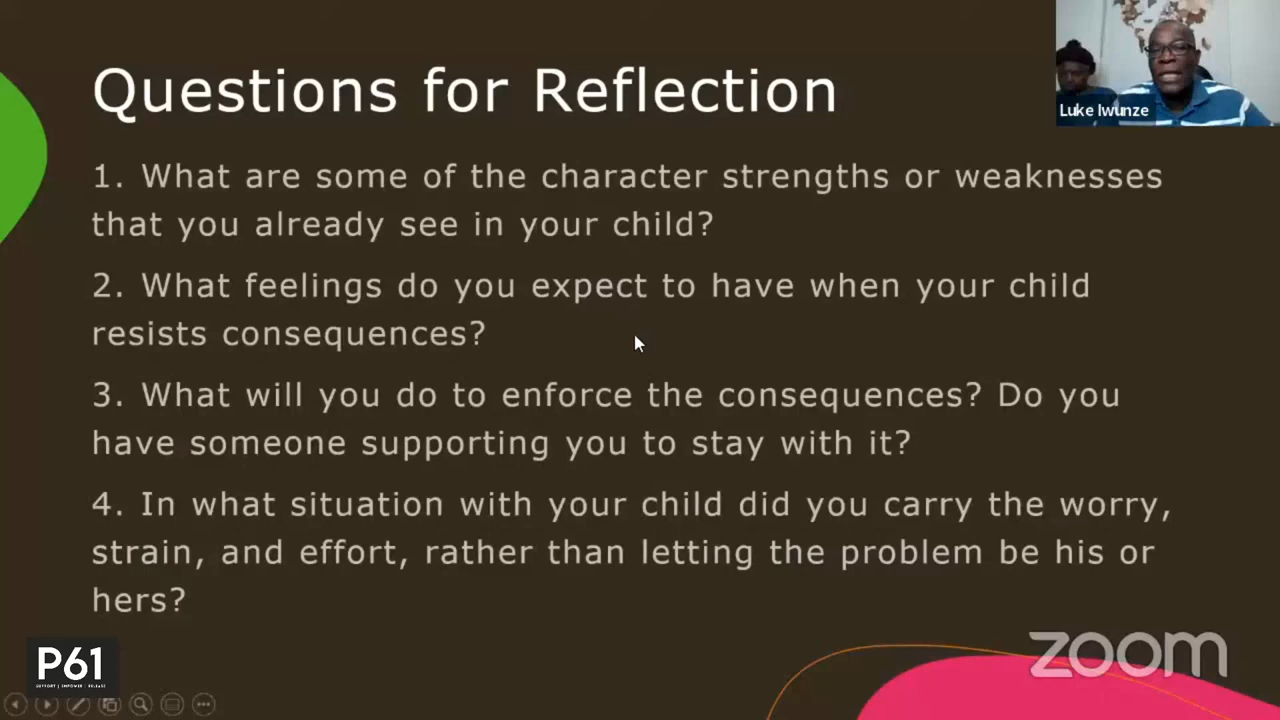 Questions for Reflection
Luke Iwunze
1. What are some of the character strengths or weaknesses
that you already see in your child?
2. What feelings do you expect to have when your child
resists consequences?
3. What will you do to enforce the consequences? Do you
have someone supporting you to stay with it?
4. In what situation with your child did you carry the worry,
strain, and effort, rather than letting the problem be his or
hers?
P61
SUPPORT | EMPOWER | RELEASE
zoom